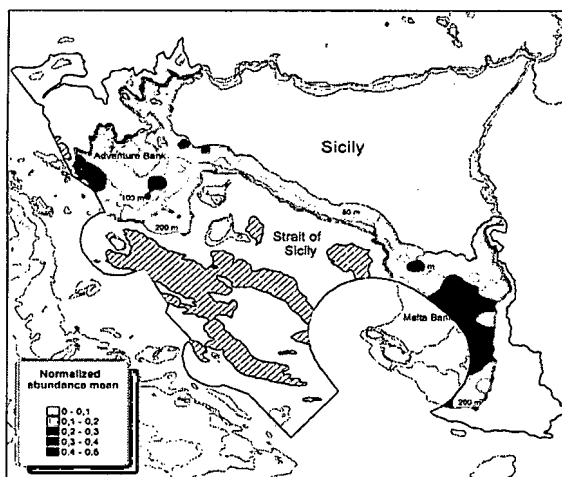 Sicily
Adventure Bank
100 m
200 m
50 m
Strait of
Sicily
m
Malta Bank
200 m
Normalized
abundance mean
0 - 0,1
0,1 - 0,2
0,2 - 0,3
0,3 - 0,4
0,4 - 0,5